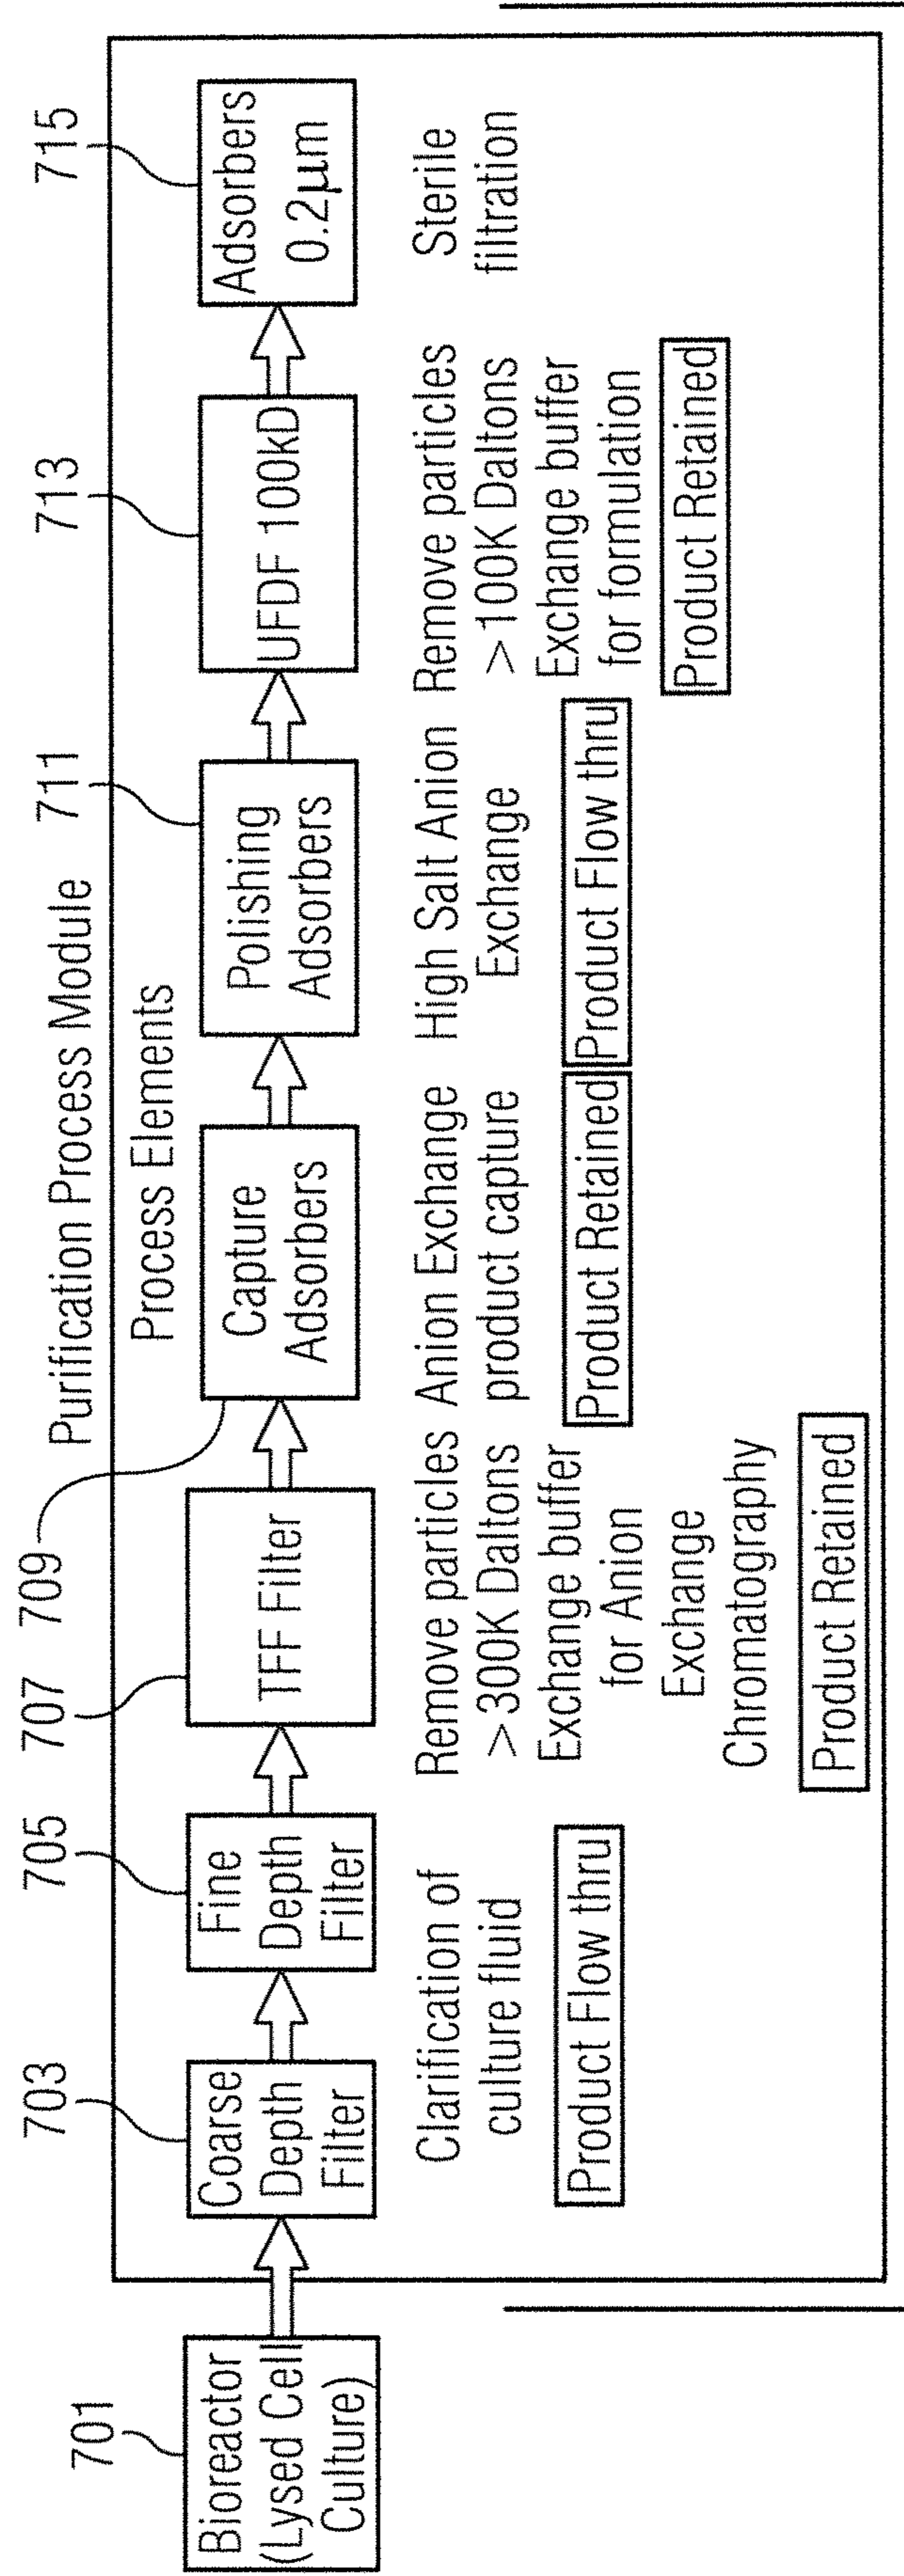 Purification Process Module
Process Elements
701
Bioreactor
(Lysed Cell
Culture)
703
Coarse
Depth
Filter
705
Fine
Depth
Filter
707
TFF Filter
709
Capture
Adsorbers
711
Polishing
Adsorbers
713
UFDF 100kD
715
Adsorbers
0.2µm
Clarification of
culture fluid
Product Flow thru
Remove particles
>300K Daltons
Exchange buffer
for Anion
Exchange
Chromatography
Product Retained
Anion Exchange
product capture
Product Retained
High Salt Anion
Exchange
Product Flow thru
Remove particles
>100K Daltons
Exchange buffer
for formulation
Product Retained
Sterile
filtration